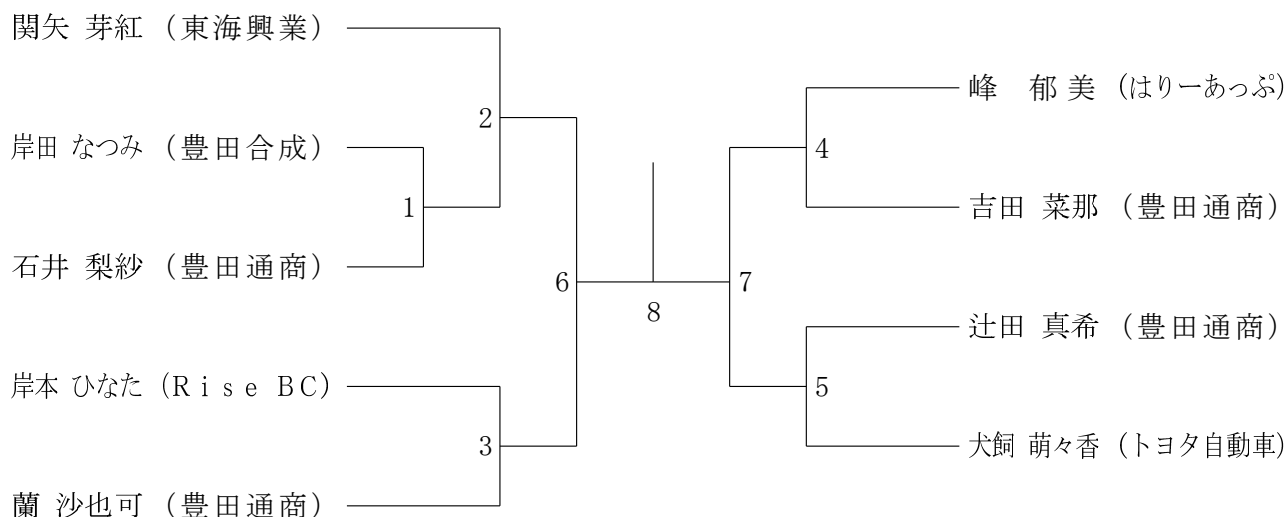 関矢 芽紅 (東海興業)
岸田 なつみ (豊田合成)
石井 梨紗 (豊田通商)
岸本 ひなた (Rise BC)
蘭 沙也可 (豊田通商)
2
1
6
3
8
峰 郁美 (はりーあっぷ)
吉田 菜那 (豊田通商)
辻田 真希 (豊田通商)
犬飼 萌々香 (トヨタ自動車)
4
7
5